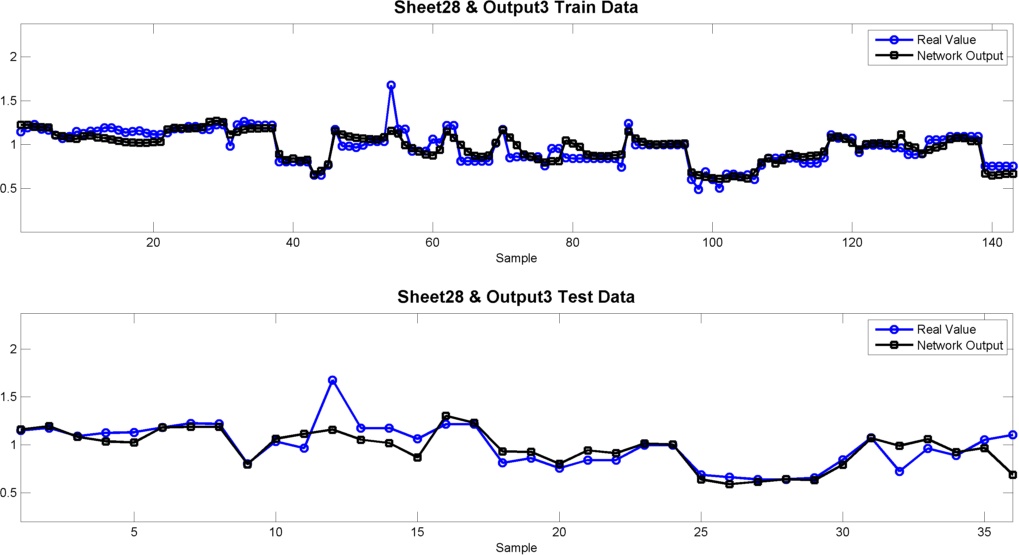 Sheet28 & Output3 Train Data
Real Value
Network Output
2
1.5
1
0.5
20 40 60 80 100 120 140
Sample
Sheet28 & Output3 Test Data
Real Value
Network Output
2
1.5
1
0.5
5 10 15 20 25 30 35
Sample